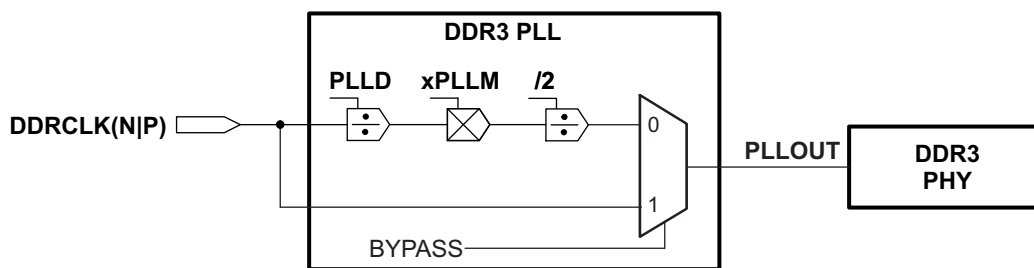 DDR3 PLL
PLLD xPLLM /2
DDRCLK(N|P)
0
PLLOUT
DDR3
PHY
1
BYPASS